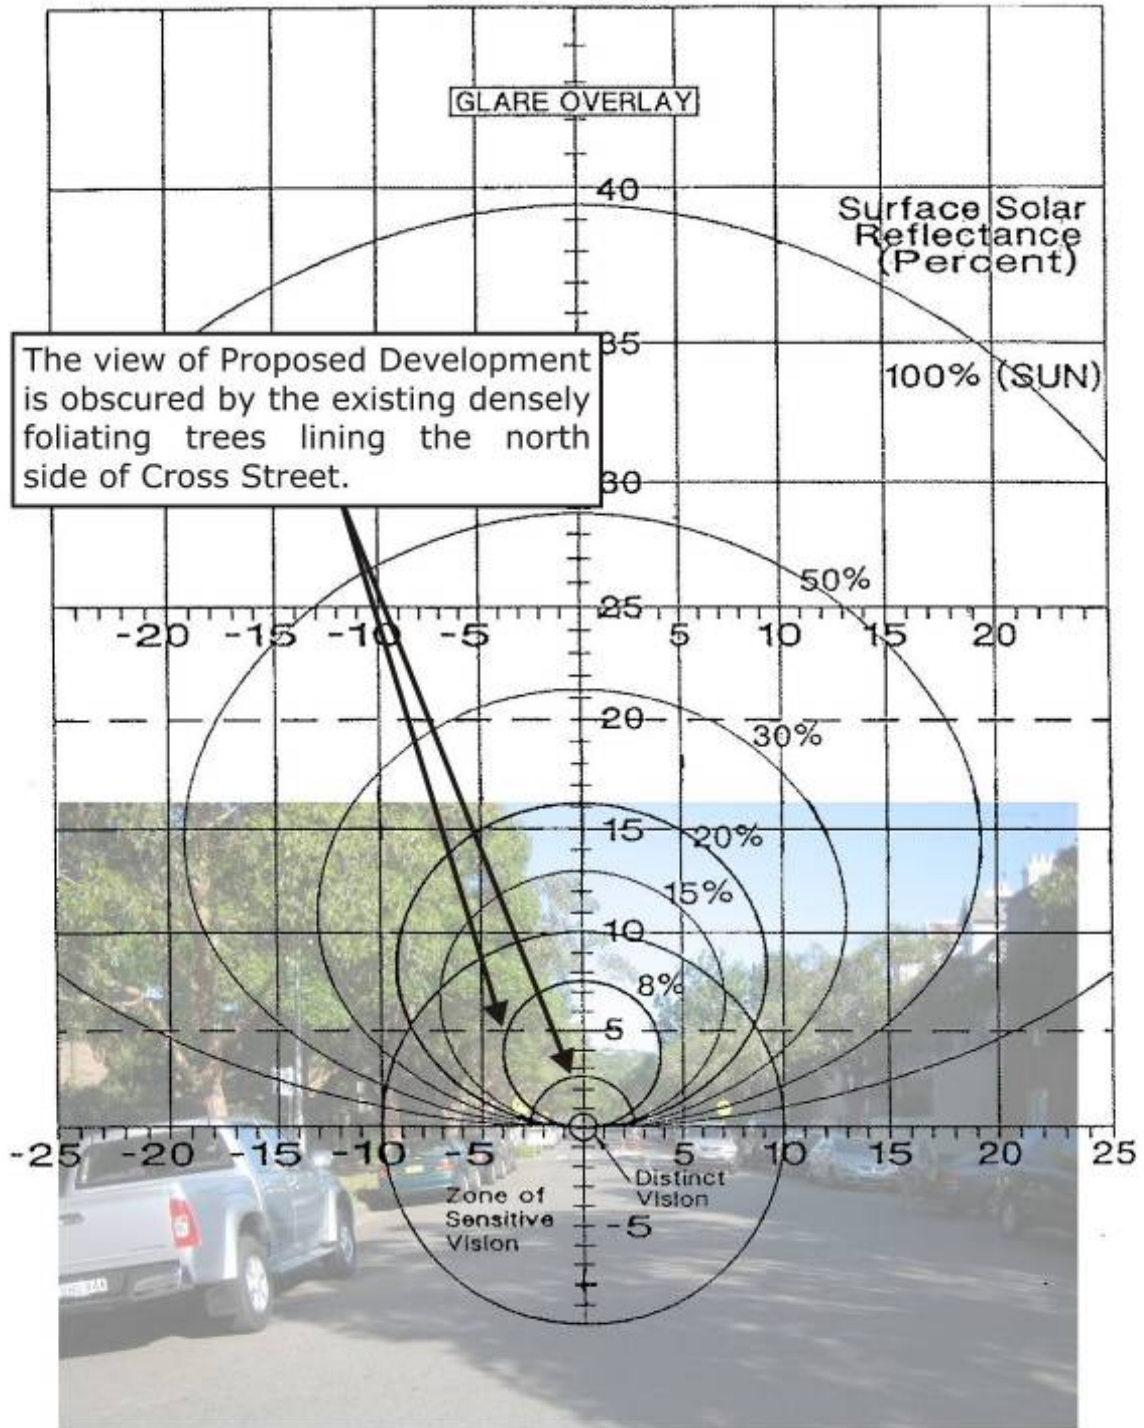 GLARE OVERLAY
40
Surface Solar
Reflectance
(Percent)
35
100% (SUN)
The view of Proposed Development
is obscured by the existing densely
foliating trees lining the north
side of Cross Street.
30
50%
25
-20 -15 -10 -5 5 10 15 20
20
30%
15
20%
15%
10
8%
5
-25 -20 -15 -10 -5 5 10 15 20 25
Distinct
Vision
Zone of
Sensitive
Vision
-5